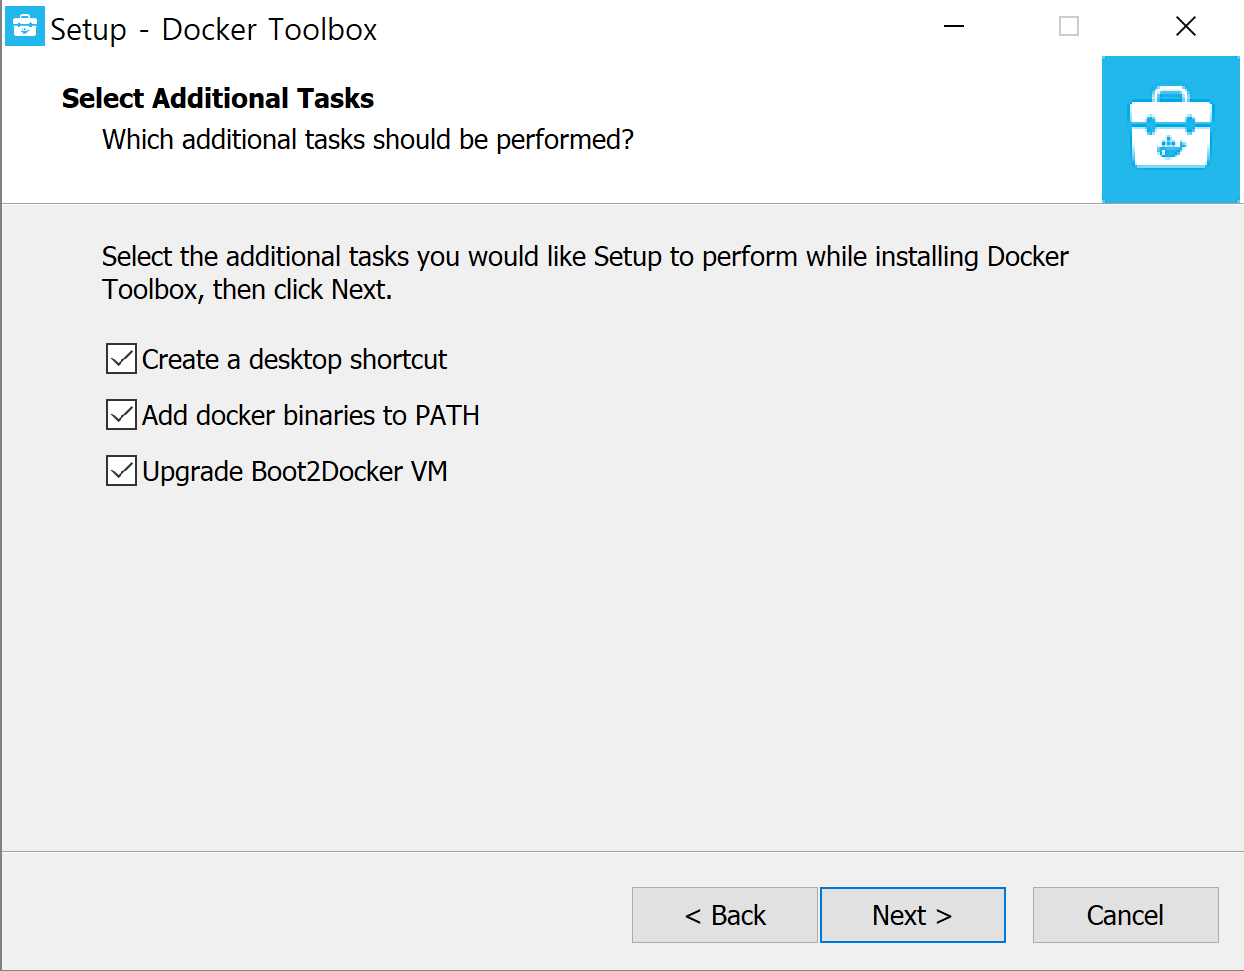 Setup - Docker Toolbox
Select Additional Tasks
Which additional tasks should be performed?
Select the additional tasks you would like Setup to perform while installing Docker
Toolbox, then click Next.
Create a desktop shortcut
Add docker binaries to PATH
Upgrade Boot2Docker VM
< Back
Next >
Cancel